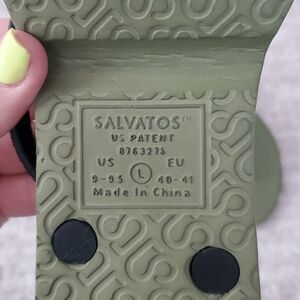 SALVATOS™
US PATENT
8763275
US EU
9-9.5 L 40-41
Made In China